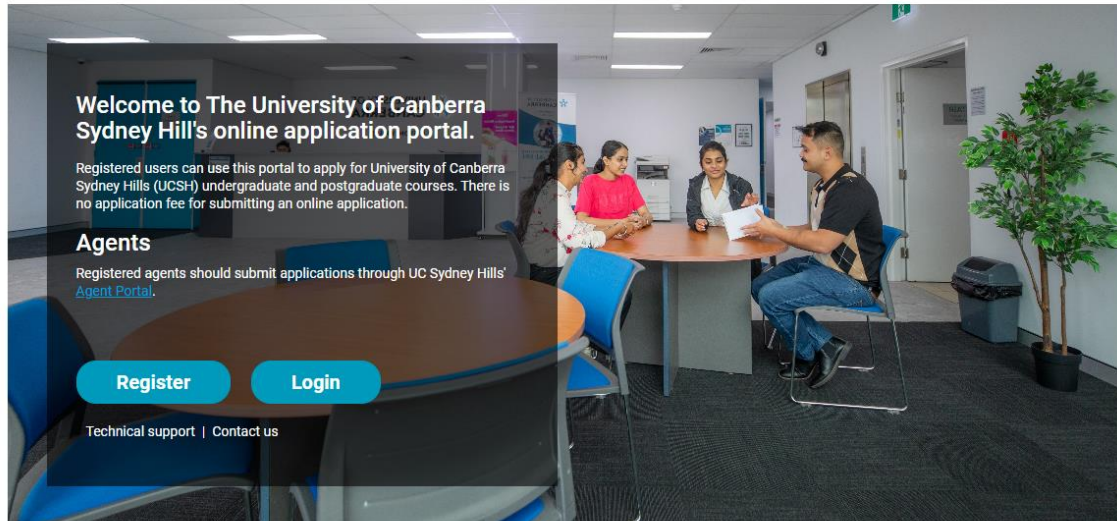 Welcome to The University of Canberra
Sydney Hill's online application portal.
Registered users can use this portal to apply for University of Canberra
Sydney Hills (UCSH) undergraduate and postgraduate courses. There is
no application fee for submitting an online application.
Agents
Registered agents should submit applications through UC Sydney Hills'
Agent Portal.
Register
Login
Technical support | Contact us